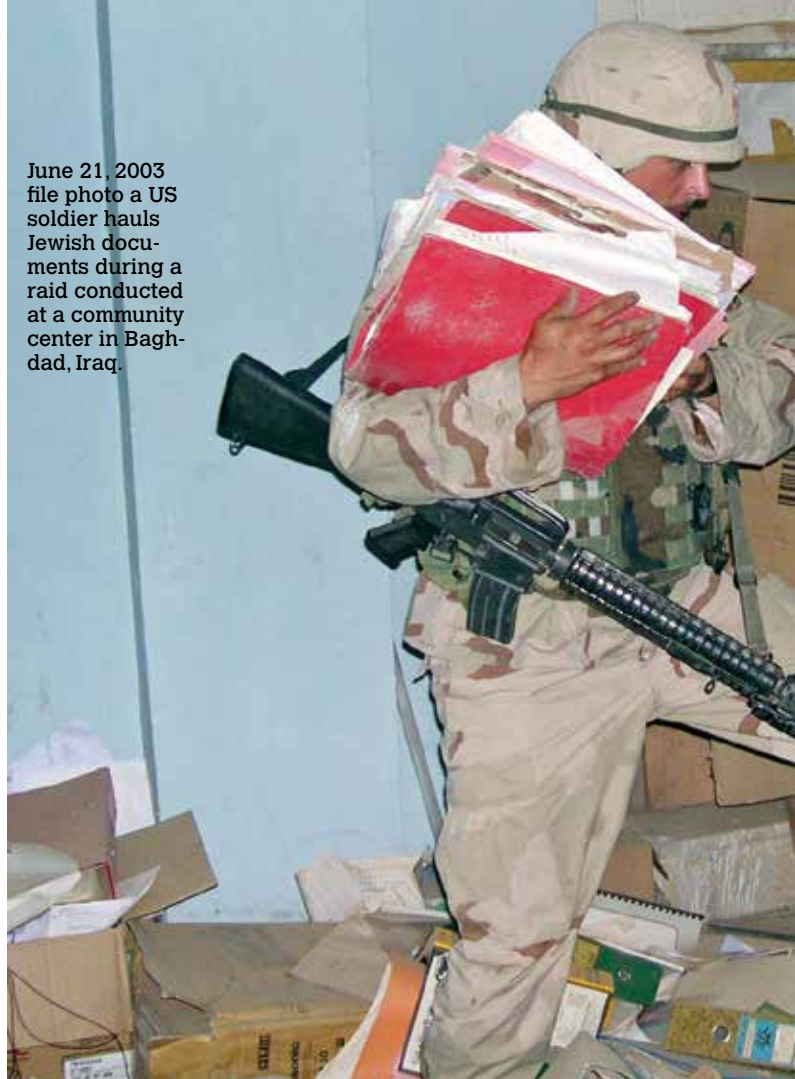 June 21, 2003
file photo a US
soldier hauls
Jewish docu-
ments during a
raid conducted
at a community
center in Bagh-
dad, Iraq.